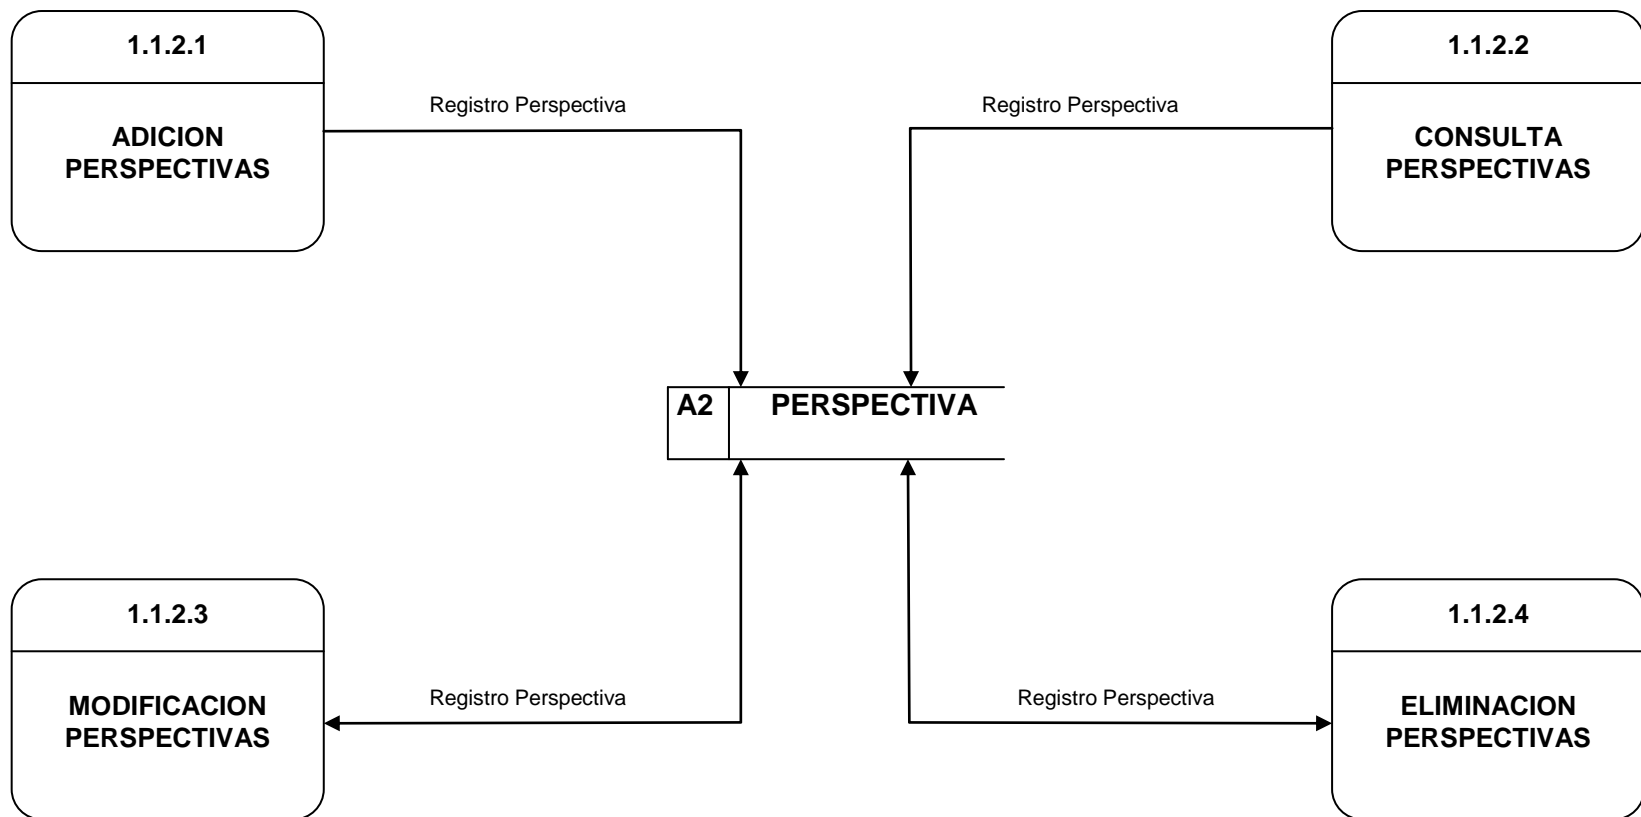 1.1.2.1
ADICION
PERSPECTIVAS
Registro Perspectiva
Registro Perspectiva
1.1.2.2
CONSULTA
PERSPECTIVAS
A2 PERSPECTIVA
1.1.2.3
MODIFICACION
PERSPECTIVAS
Registro Perspectiva
Registro Perspectiva
1.1.2.4
ELIMINACION
PERSPECTIVAS